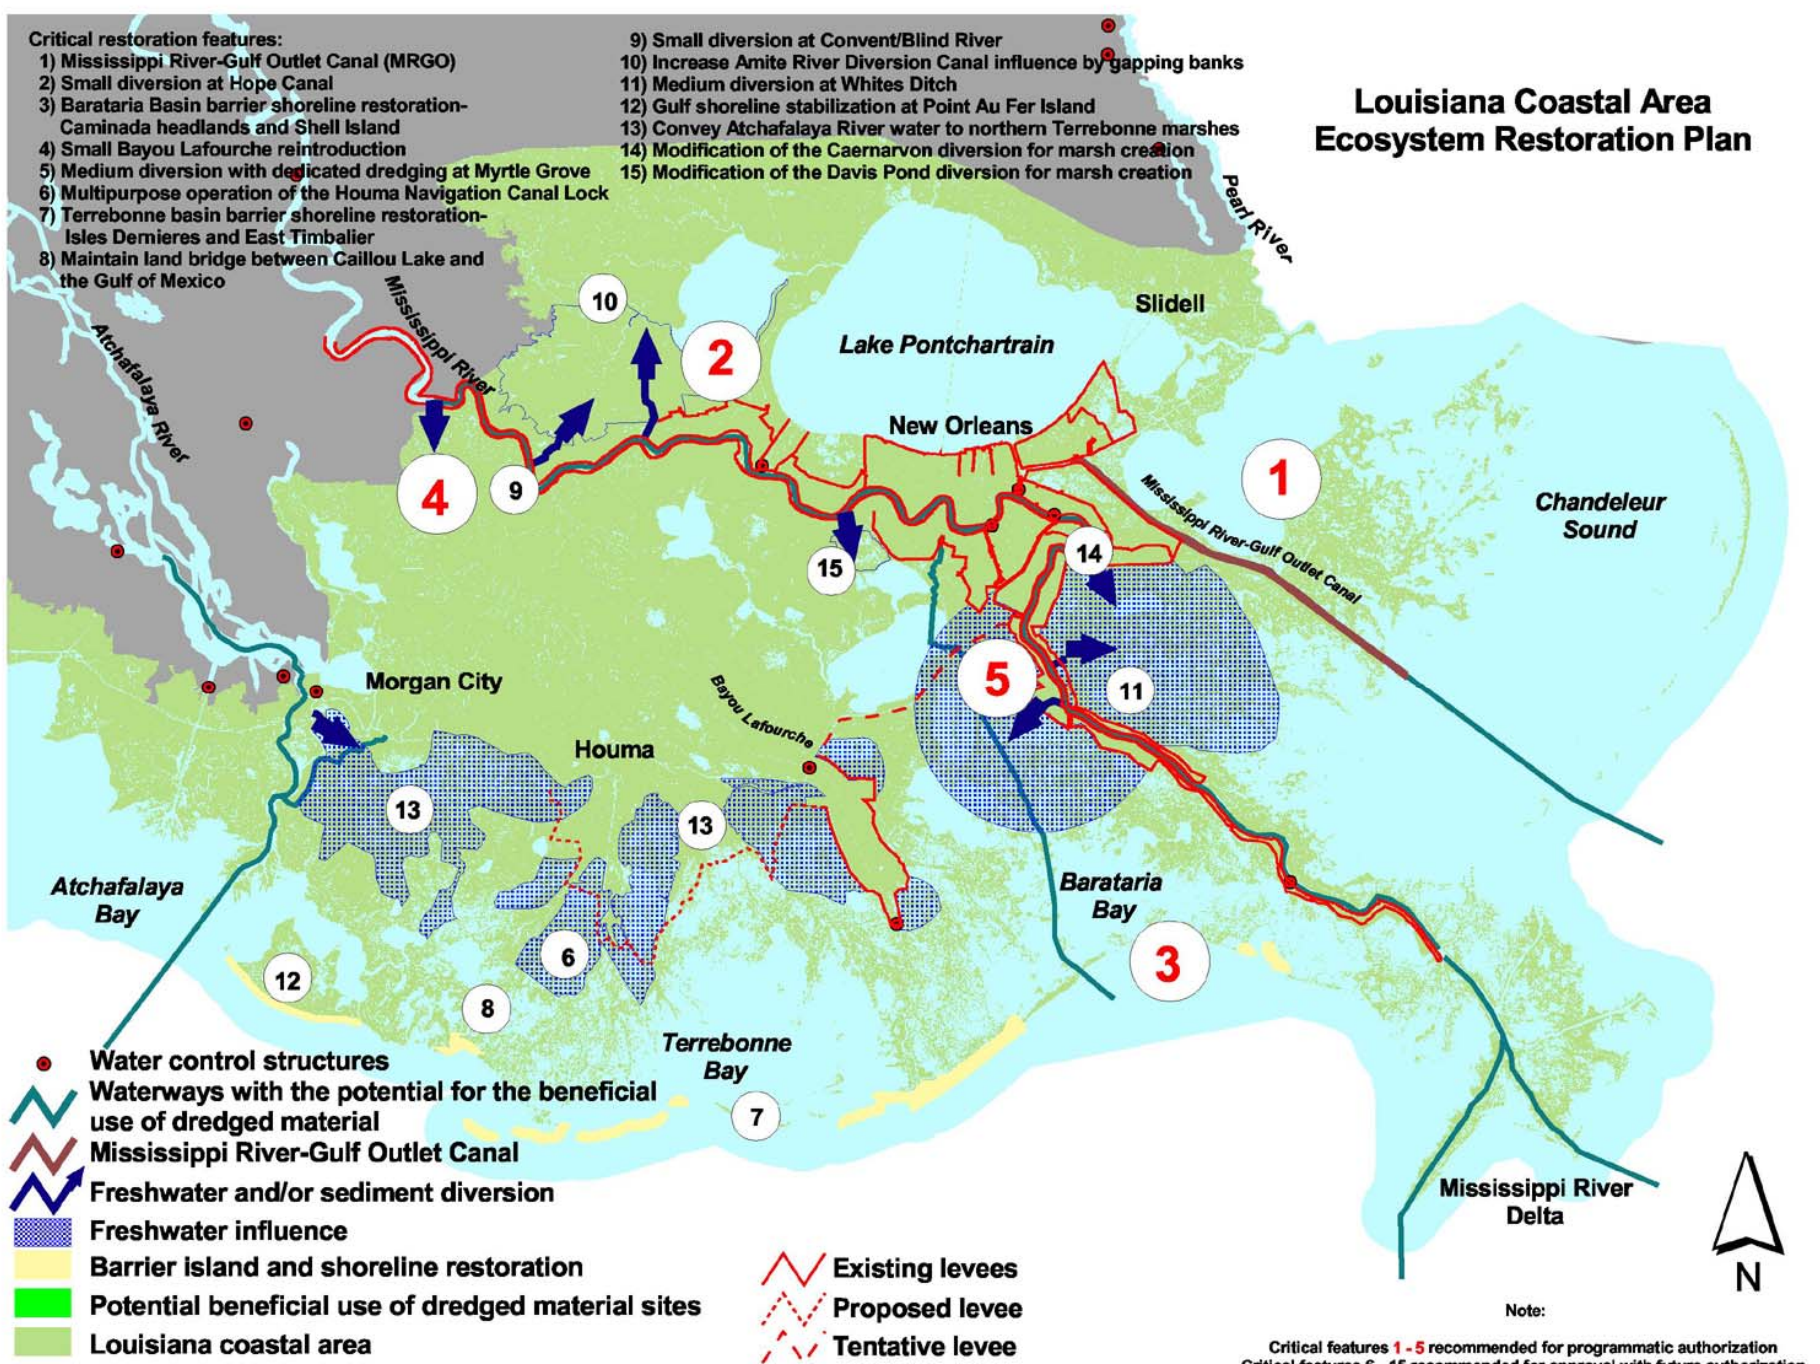 Critical restoration features:
1) Mississippi River-Gulf Outlet Canal (MRGO)
2) Small diversion at Hope Canal
3) Barataria Basin barrier shoreline restoration-
Caminada headlands and Shell Island
4) Small Bayou Lafourche reintroduction
5) Medium diversion with dedicated dredging at Myrtle Grove
6) Multipurpose operation of the Houma Navigation Canal Lock
7) Terrebonne basin barrier shoreline restoration-
Isles Dernieres and East Timbalier
8) Maintain land bridge between Caillou Lake and
the Gulf of Mexico
9) Small diversion at Convent/Blind River
10) Increase Amite River Diversion Canal influence by gapping banks
11) Medium diversion at Whites Ditch
12) Gulf shoreline stabilization at Point Au Fer Island
13) Convey Atchafalaya River water to northern Terrebonne marshes
14) Modification of the Caernarvon diversion for marsh creation
15) Modification of the Davis Pond diversion for marsh creation
Louisiana Coastal Area
Ecosystem Restoration Plan
Pearl River
Mississippi River
Atchafalaya River
10
2
Slidell
Lake Pontchartrain
New Orleans
4
9
1
Mississippi River-Gulf Outlet Canal
Chandeleur
Sound
15
14
5
11
Morgan City
Bayou Lafourche
Houma
13
13
Atchafalaya
Bay
Barataria
Bay
3
6
12
8
Terrebonne
Bay
7
Mississippi River
Delta
Water control structures
Waterways with the potential for the beneficial
use of dredged material
Mississippi River-Gulf Outlet Canal
Freshwater and/or sediment diversion
Freshwater influence
Barrier island and shoreline restoration
Potential beneficial use of dredged material sites
Louisiana coastal area
Existing levees
Proposed levee
Tentative levee
N
Note:
Critical features 1 - 5 recommended for programmatic authorization
Critical features 6 - 15 recommended for approval with future authorization